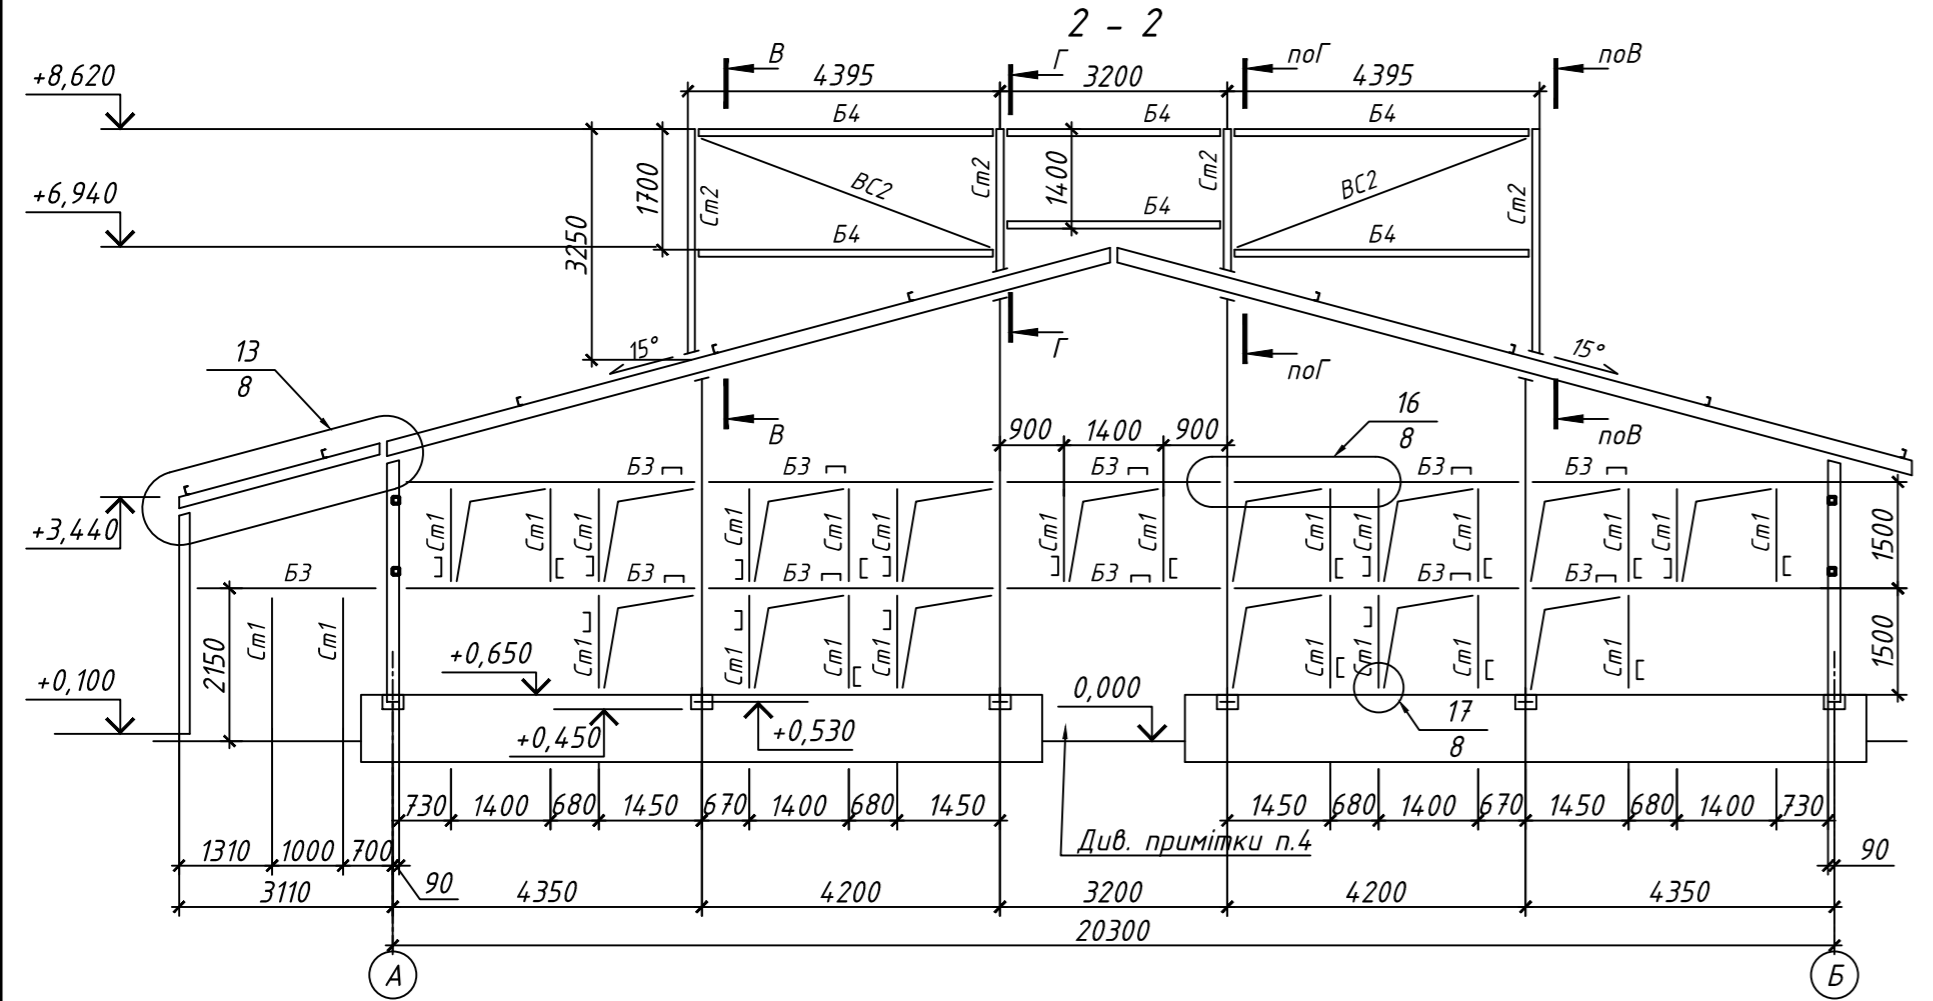 2 - 2
В
Г
поГ
поВ
+8,620
4395
3200
4395
Б4
Б4
Б4
1700
Ст2
ВС2
Ст2
1400
Ст2
ВС2
Ст2
+6,940
3250
Б4
Б4
Б4
13
8
15°
Г
поГ
15°
16
8
В
900
1400
900
поВ
Б3
Б3
Б3
Б3
Б3
+3,440
Ст1
Ст1
Ст1
Ст1
Ст1
Ст1
Ст1
Ст1
Ст1
Ст1
Ст1
Ст1
Ст1
1500
Б3
Б3
Б3
Б3
Б3
Б3
+0,100
2150
Ст1
Ст1
+0,650
Ст1
Ст1
Ст1
Ст1
Ст1
Ст1
Ст1
Ст1
1500
0,000
+0,450
+0,530
17
8
730
1400
680
1450
670
1400
680
1450
1450
680
1400
670
1450
680
1400
730
Див. примітки п.4
1310
1000
700
90
90
3110
4350
4200
3200
4200
4350
20300
А
Б